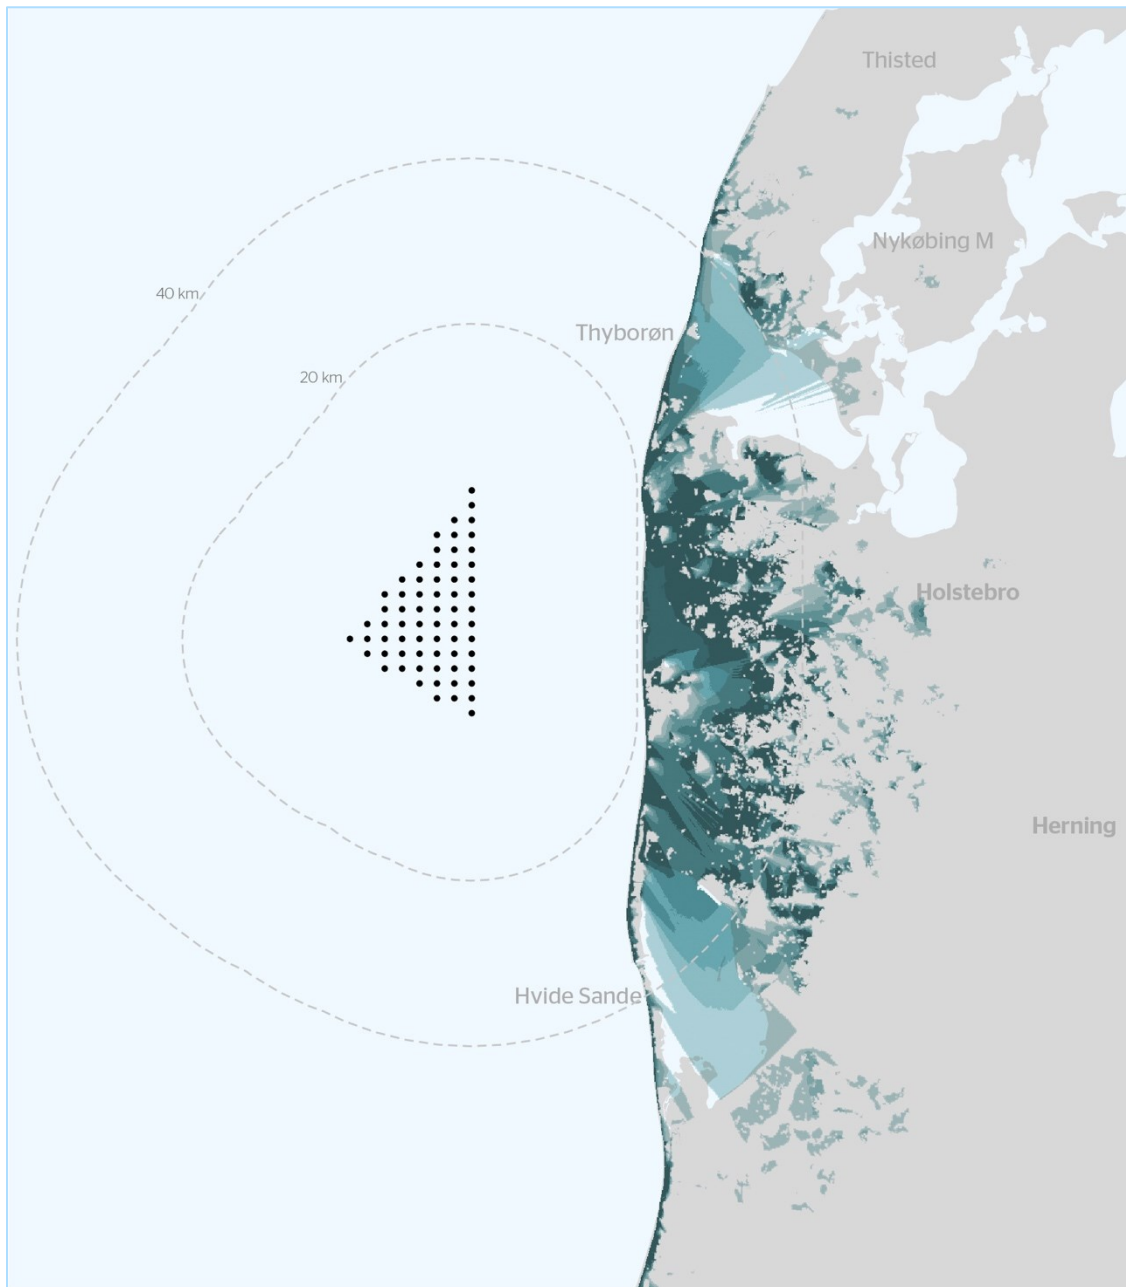 Thisted
Nykøbing M
40 km
Thyborøn
20 km
Holstebro
Herning
Hvide Sande